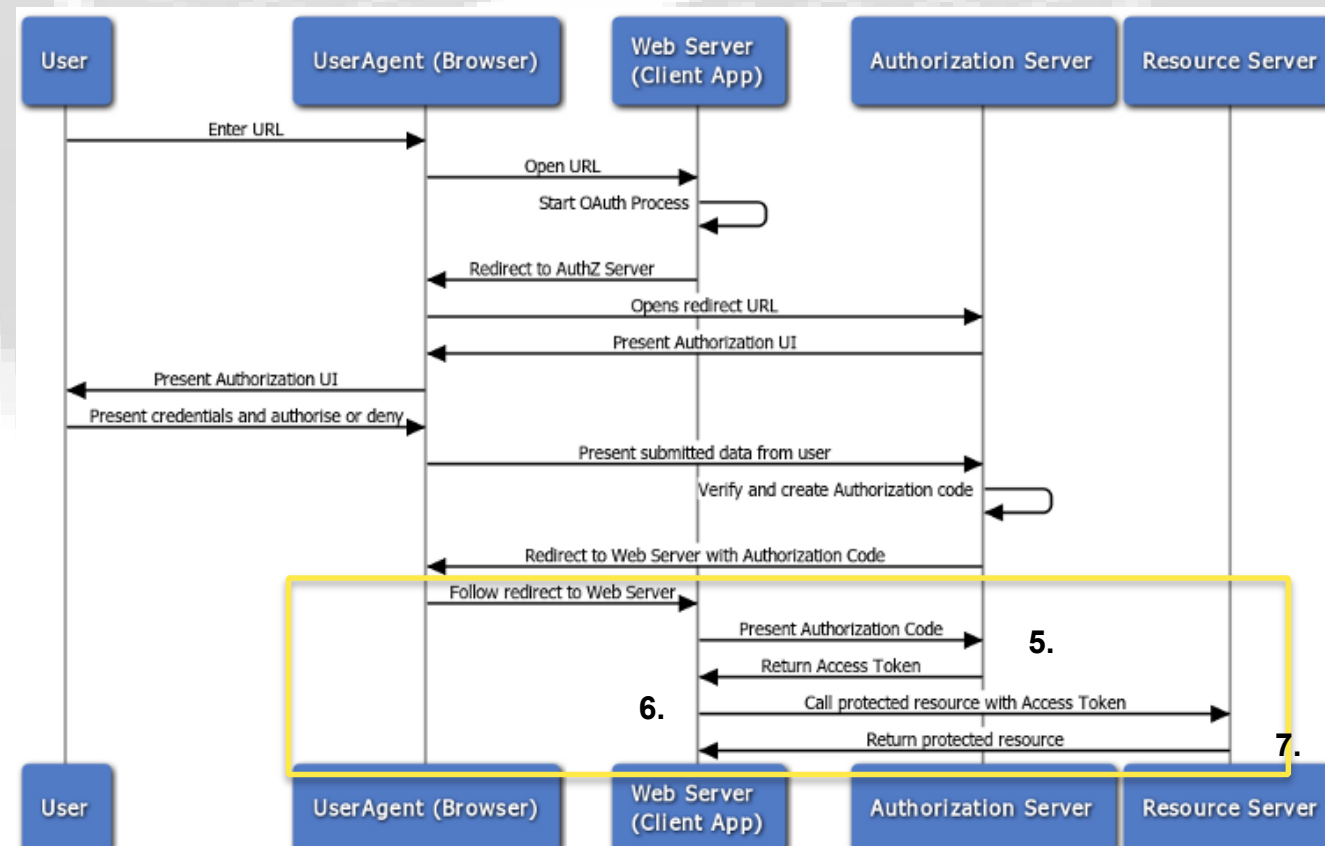 User
UserAgent (Browser)
Web Server
(Client App)
Authorization Server
Resource Server
Enter URL
Open URL
Start OAuth Process
Redirect to AuthZ Server
Opens redirect URL
Present Authorization UI
Present Authorization UI
Present credentials and authorise or deny
Present submitted data from user
Verify and create Authorization code
Redirect to Web Server with Authorization Code
Follow redirect to Web Server
Present Authorization Code
5.
Return Access Token
6.
Call protected resource with Access Token
Return protected resource
7.
User
UserAgent (Browser)
Web Server
(Client App)
Authorization Server
Resource Server